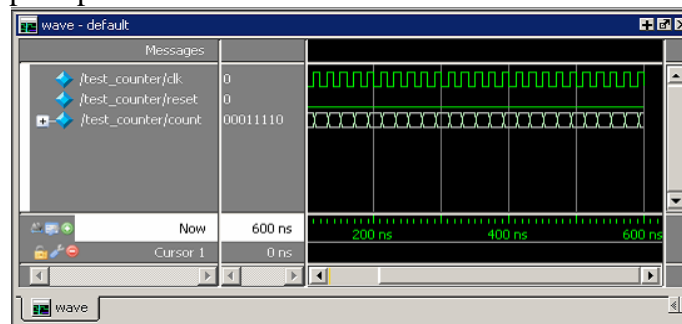 wave - default
Messages
/test_counter/clk 0
/test_counter/reset 0
/test_counter/count 00011110
Now 600 ns 200 ns 400 ns 600 ns
Cursor 1 0 ns
wave